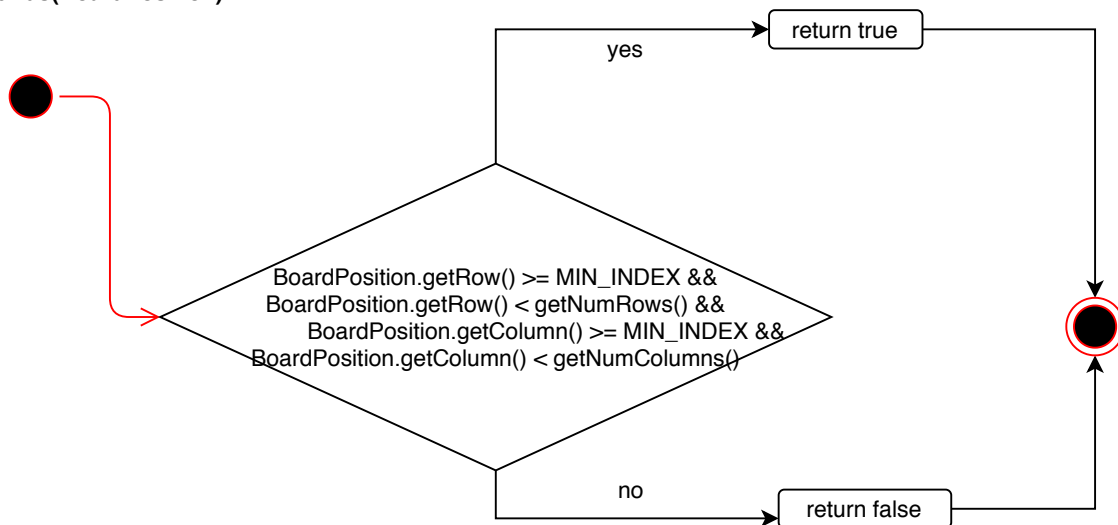 return true
yes
BoardPosition.getRow() >= MIN_INDEX &&
BoardPosition.getRow() < getNumRows() &&
BoardPosition.getColumn() >= MIN_INDEX &&
BoardPosition.getColumn() < getNumColumns()
no
return false